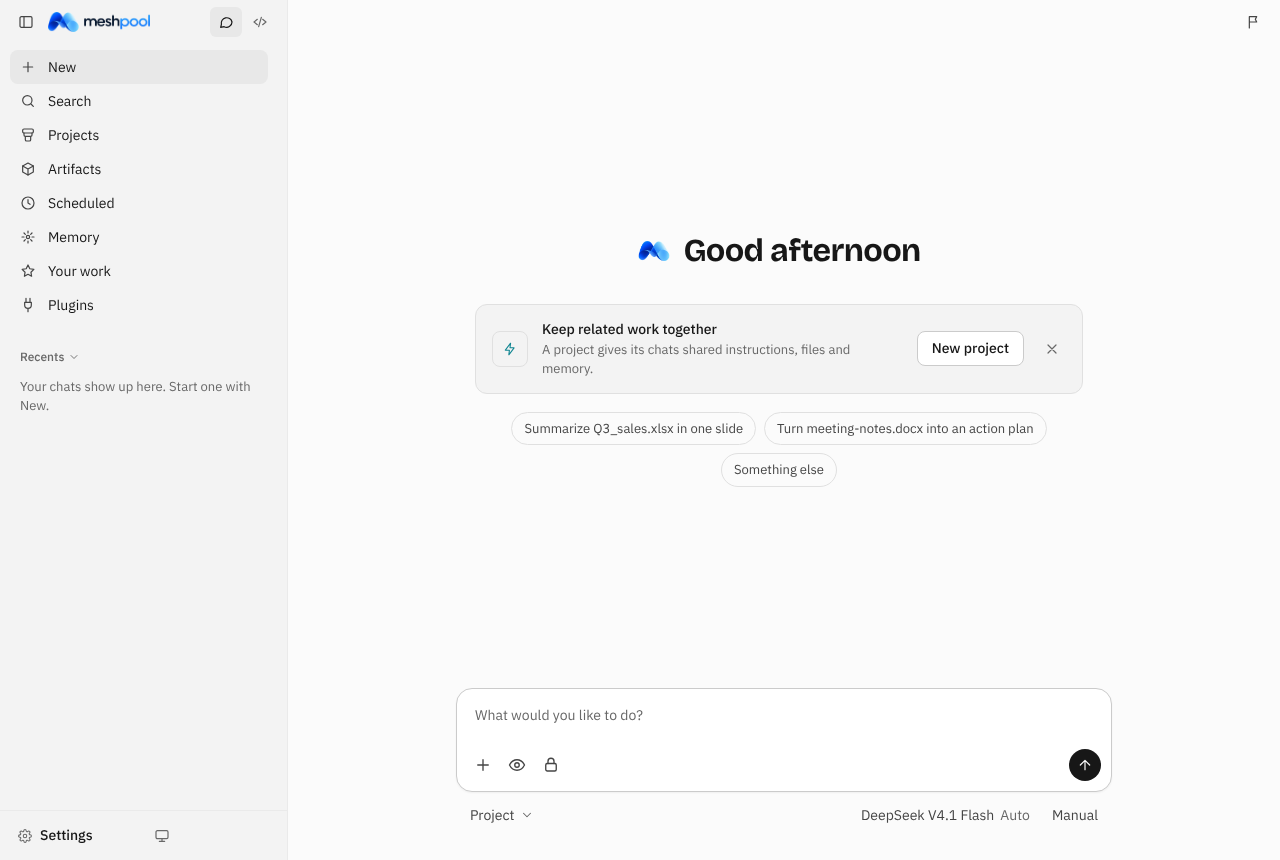 meshpool
New
Search
Projects
Artifacts
Scheduled
Memory
Your work
Plugins
Recents
Your chats show up here. Start one with
New.
Settings
Good afternoon
Keep related work together
A project gives its chats shared instructions, files and
memory.
New project
Summarize Q3_sales.xlsx in one slide
Turn meeting-notes.docx into an action plan
Something else
What would you like to do?
Project
DeepSeek V4.1 Flash Auto
Manual